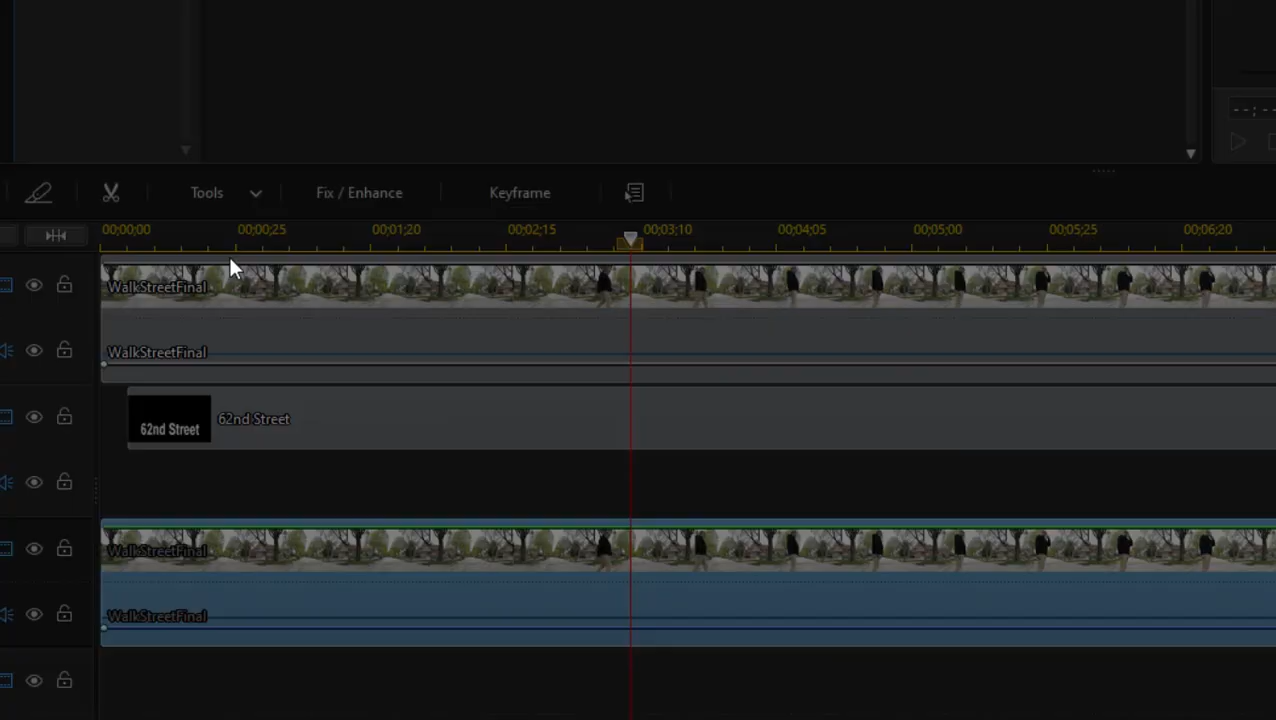 --;--
Tools Fix / Enhance Keyframe
00;00;00 00;00;25 00;01;20 00;02;15 00;03;10 00;04;05 00;05;00 00;05;25 00;06;20
WalkStreetFinal
WalkStreetFinal
62nd Street 62nd Street
WalkStreetFinal
WalkStreetFinal